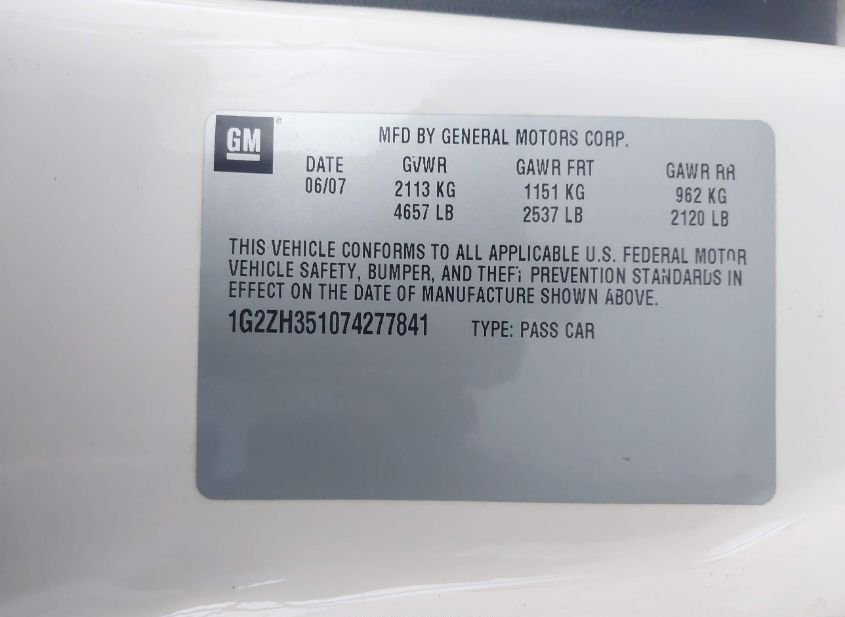 GM
MFD BY GENERAL MOTORS CORP.
DATE GVWR GAWR FRT GAWR RR
06/07 2113 KG 1151 KG 962 KG
4657 LB 2537 LB 2120 LB
THIS VEHICLE CONFORMS TO ALL APPLICABLE U.S. FEDERAL MOTOR
VEHICLE SAFETY, BUMPER, AND THEFT PREVENTION STANDARDS IN
EFFECT ON THE DATE OF MANUFACTURE SHOWN ABOVE.
1G2ZH351074277841 TYPE: PASS CAR